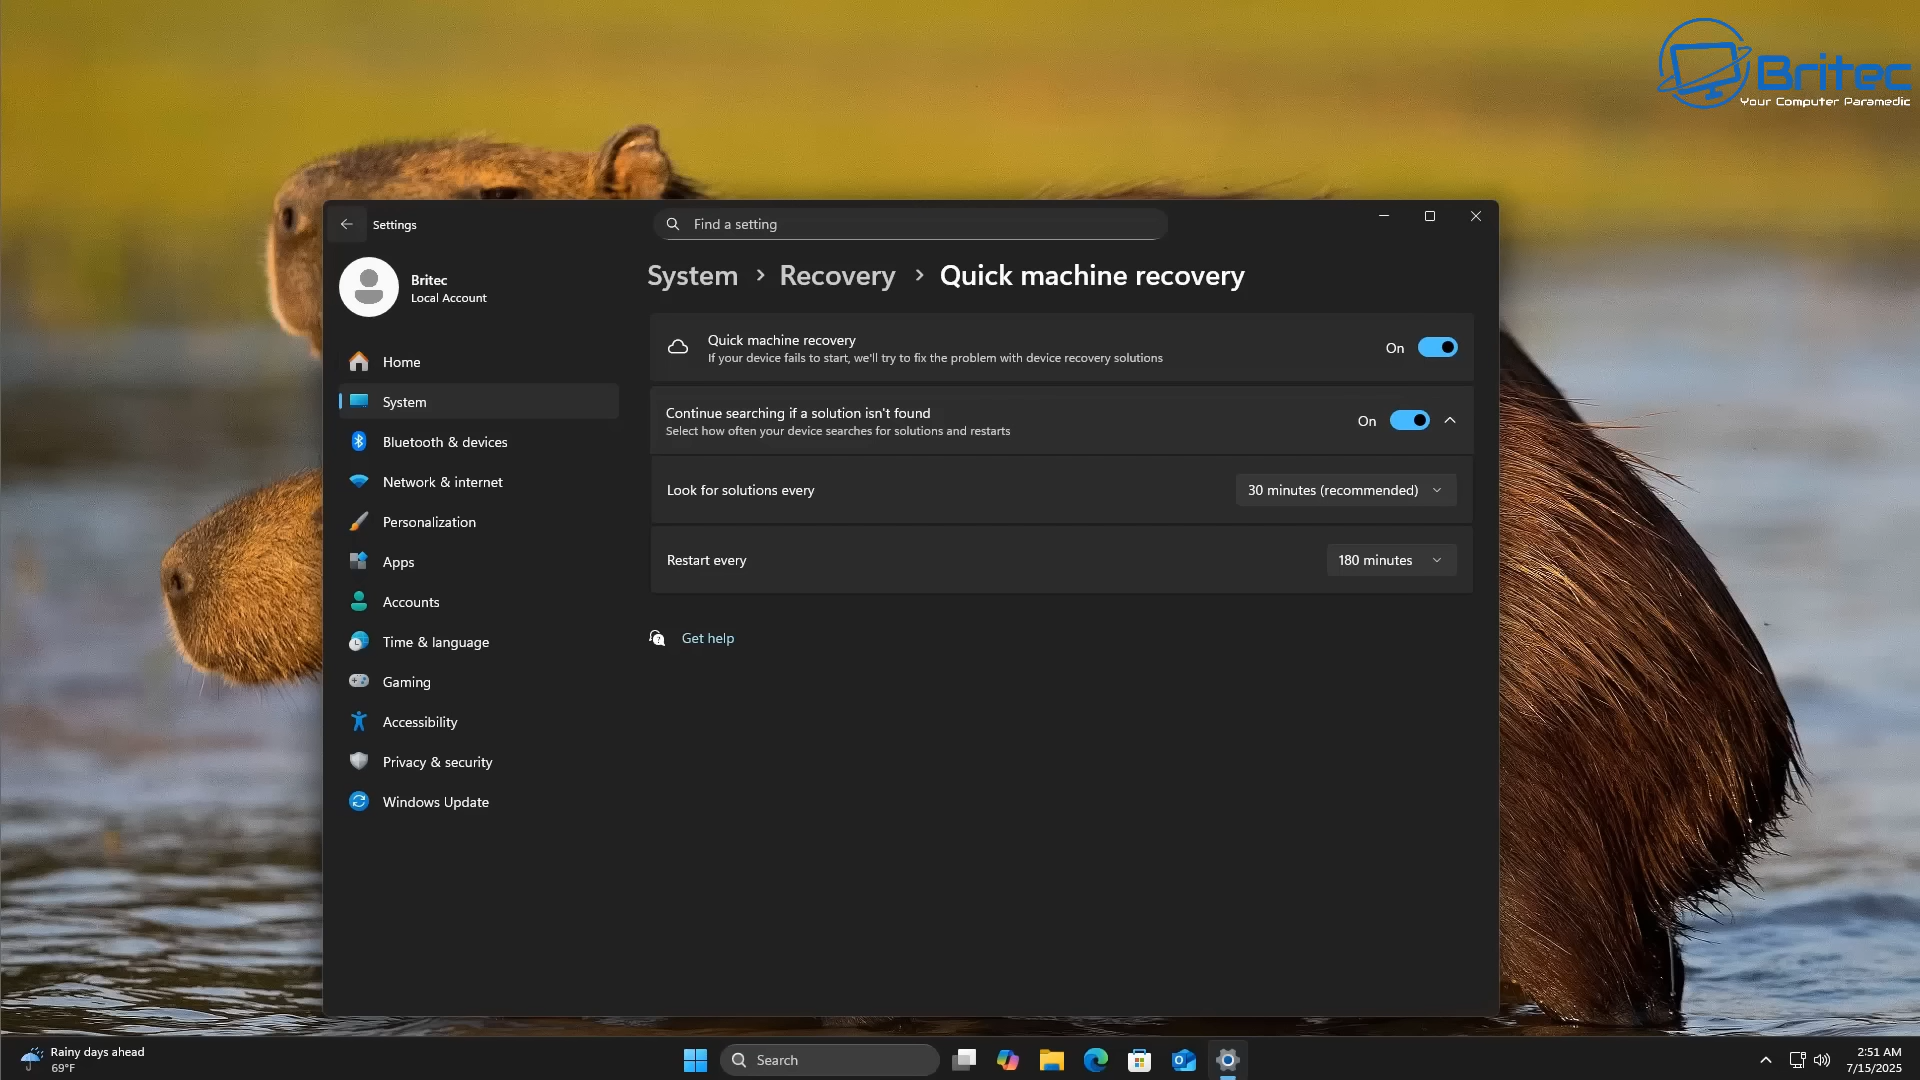 Britec
Your Computer Paramedic
Settings
Find a setting
Britec
Local Account
System > Recovery > Quick machine recovery
Quick machine recovery
If your device fails to start, we'll try to fix the problem with device recovery solutions
On
Continue searching if a solution isn't found
Select how often your device searches for solutions and restarts
On
Look for solutions every
30 minutes (recommended)
Restart every
180 minutes
Get help
Home
System
Bluetooth & devices
Network & internet
Personalization
Apps
Accounts
Time & language
Gaming
Accessibility
Privacy & security
Windows Update
Rainy days ahead
69°F
Search
2:51 AM
7/15/2025